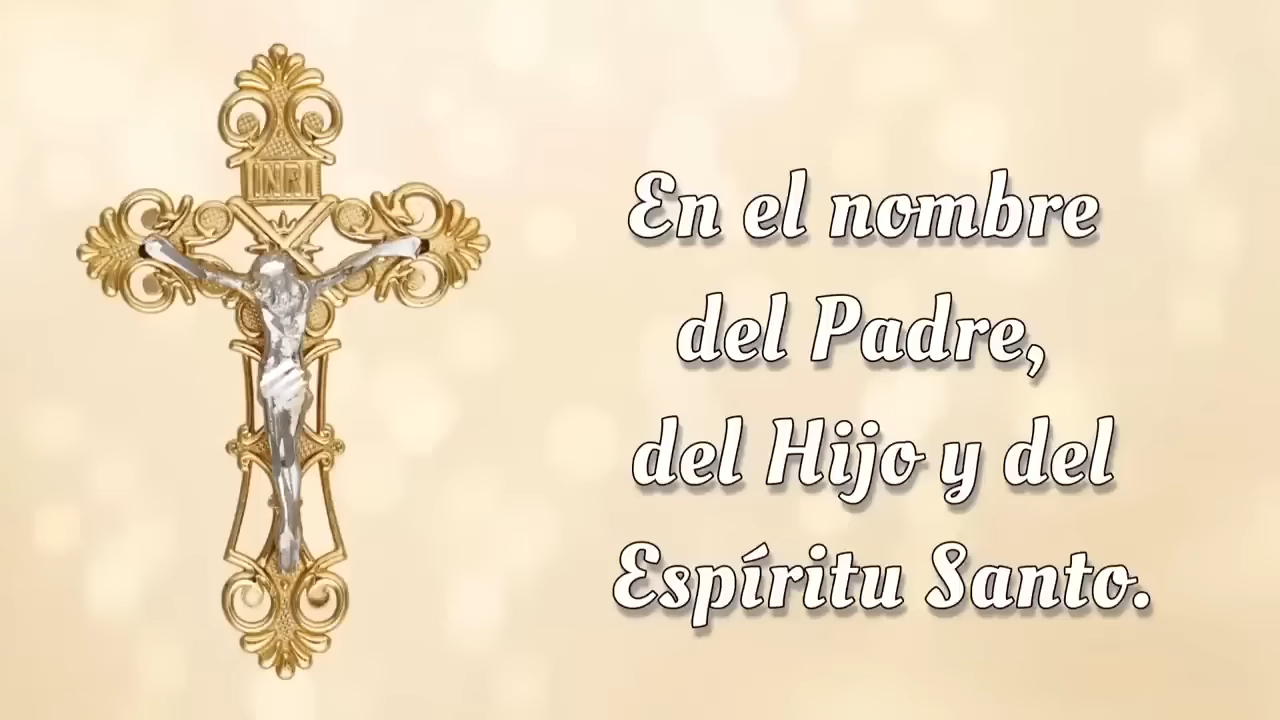 INRI
En el nombre
del Padre,
del Hijo y del
Espíritu Santo.